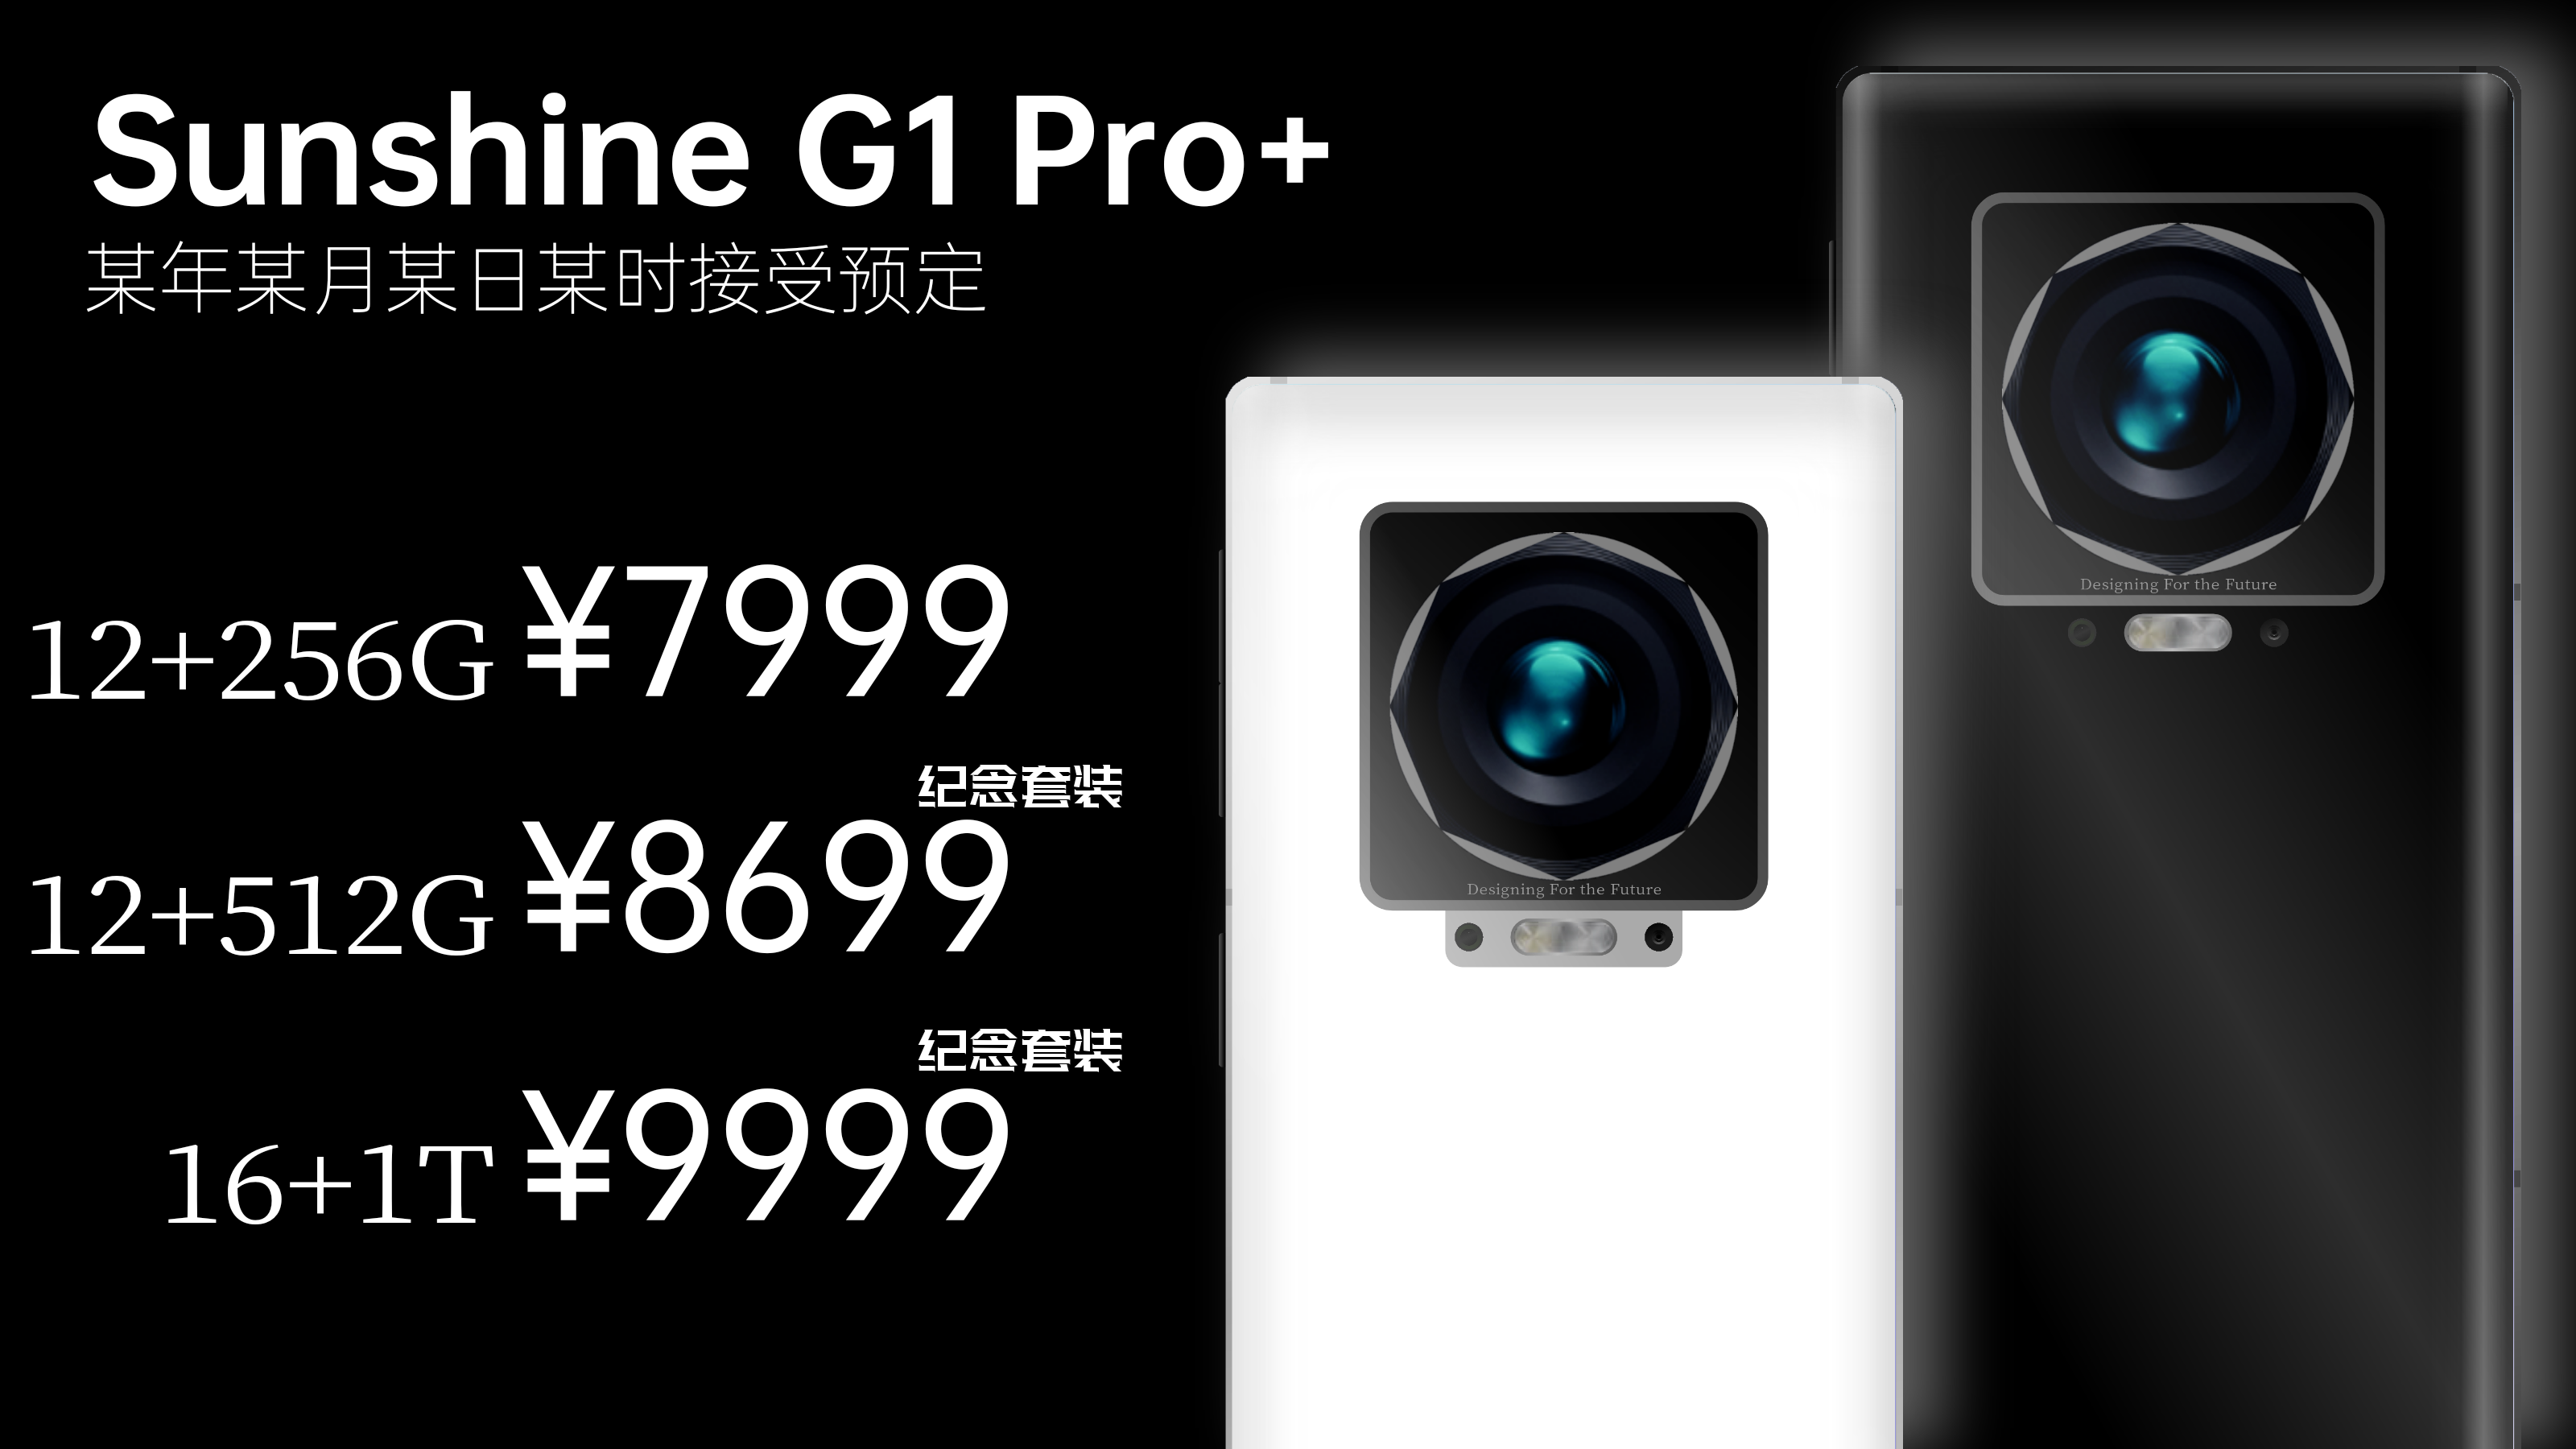 Sunshine G1 Pro+
某年某月某日某时接受预定
12+256G ¥7999
纪念套装
12+512G ¥8699
纪念套装
16+1T ¥9999
Designing For the Future
Designing For the Future